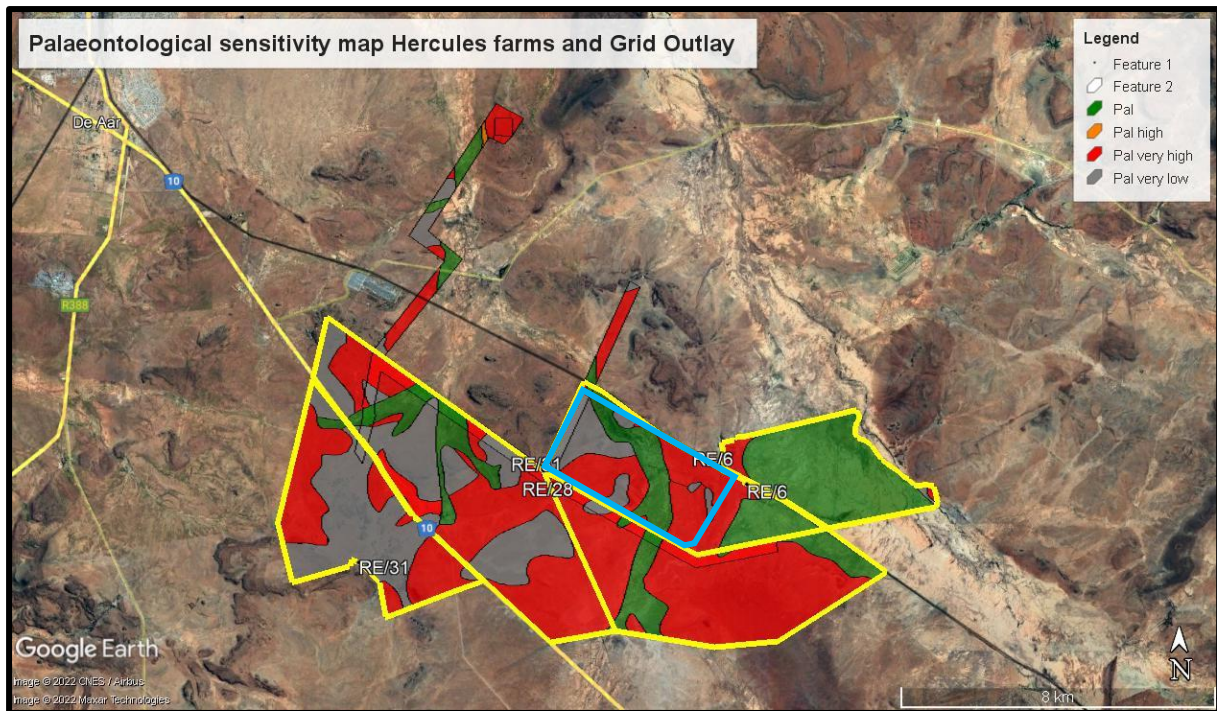 Palaeontological sensitivity map Hercules farms and Grid Outlay
Legend
Feature 1
Feature 2
Pal
Pal high
Pal very high
Pal very low
De Aar
10
R388
RE/31
RE/28
RE/6
RE/6
10
RE/31
Google Earth
Image © 2022 CNES / Airbus
Image © 2022 Maxar Technologies
N
8 km